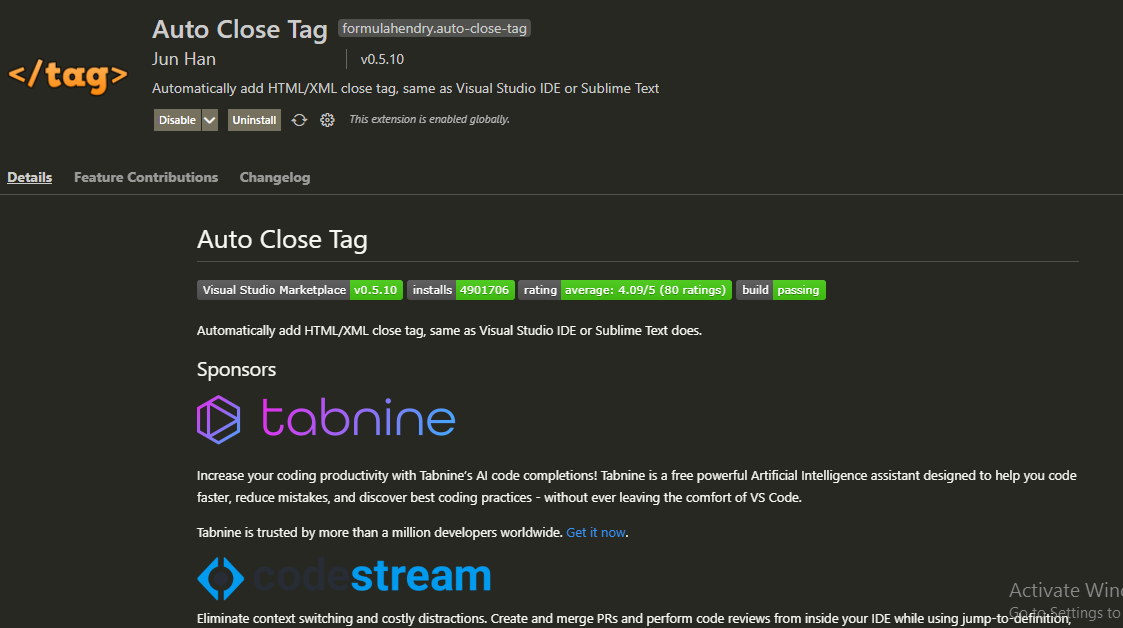 Auto Close Tag formulahendry.auto-close-tag
</tag>
Jun Han v0.5.10
Automatically add HTML/XML close tag, same as Visual Studio IDE or Sublime Text
Disable Uninstall This extension is enabled globally.
Details Feature Contributions Changelog
Auto Close Tag
Visual Studio Marketplace v0.5.10 installs 4901706 rating average: 4.09/5 (80 ratings) build passing
Automatically add HTML/XML close tag, same as Visual Studio IDE or Sublime Text does.
Sponsors
tabnine
Increase your coding productivity with Tabnine’s AI code completions! Tabnine is a free powerful Artificial Intelligence assistant designed to help you code
faster, reduce mistakes, and discover best coding practices - without ever leaving the comfort of VS Code.
Tabnine is trusted by more than a million developers worldwide. Get it now.
codestream
Activate Win
Go to Settings to
Eliminate context switching and costly distractions. Create and merge PRs and perform code reviews from inside your IDE while using jump-to-definition,